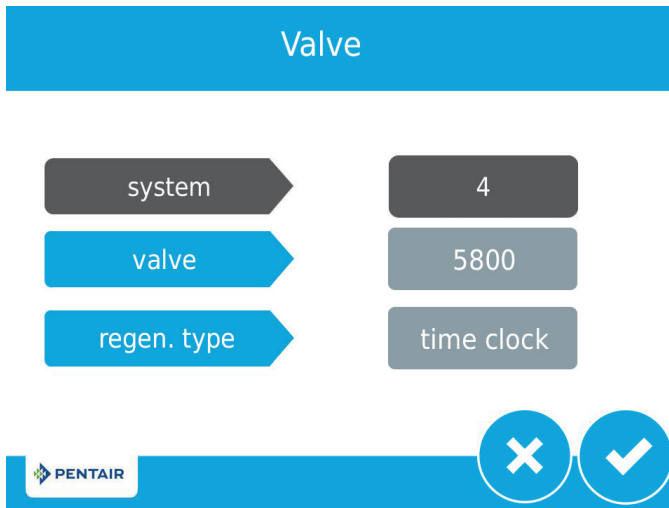 Valve
system 4
valve 5800
regen. type time clock
PENTAIR